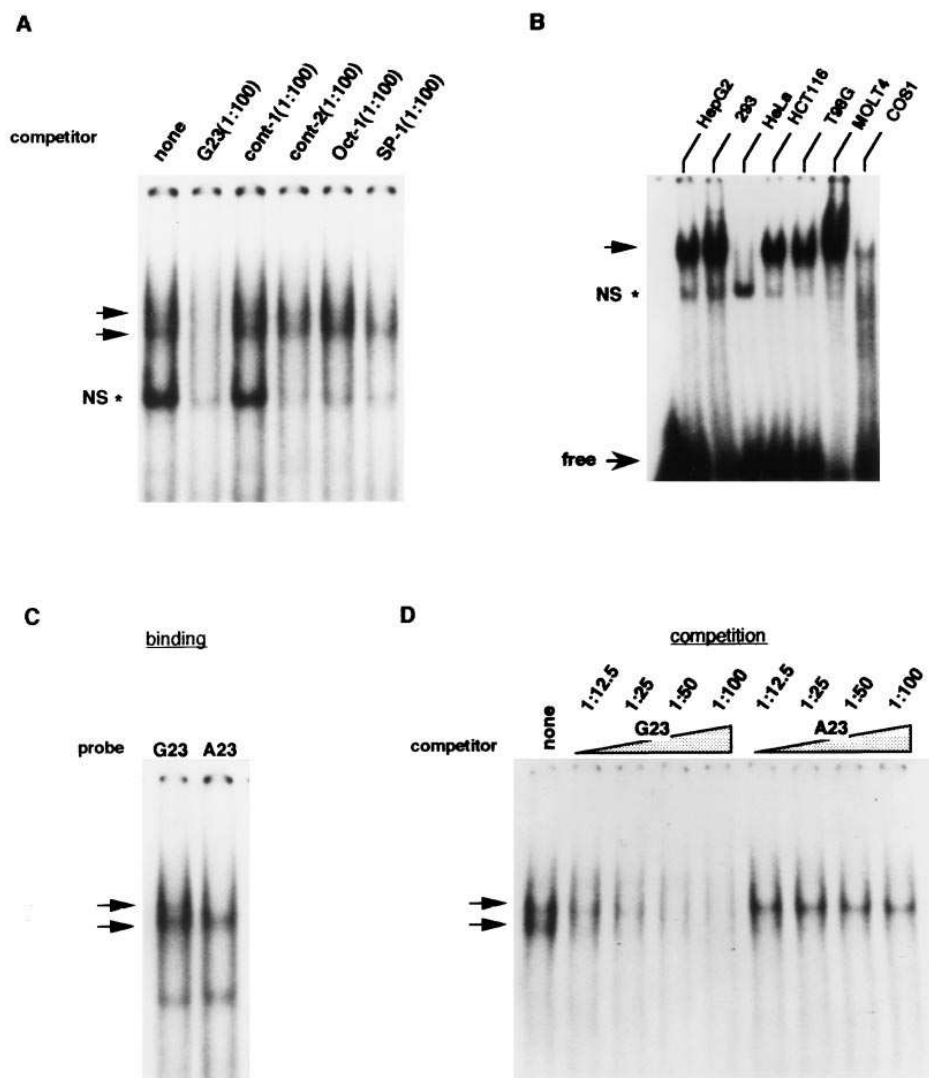 A
competitor
none
G23(1:100)
cont-1(1:100)
cont-2(1:100)
Oct-1(1:100)
SP-1(1:100)
NS *
B
HepG2
293
HeLa
HCT116
T98G
MOLT4
COS1
NS *
free
C
binding
probe
G23 A23
D
competition
1:12.5
1:25
1:50
1:100
1:12.5
1:25
1:50
1:100
competitor
none
G23
A23